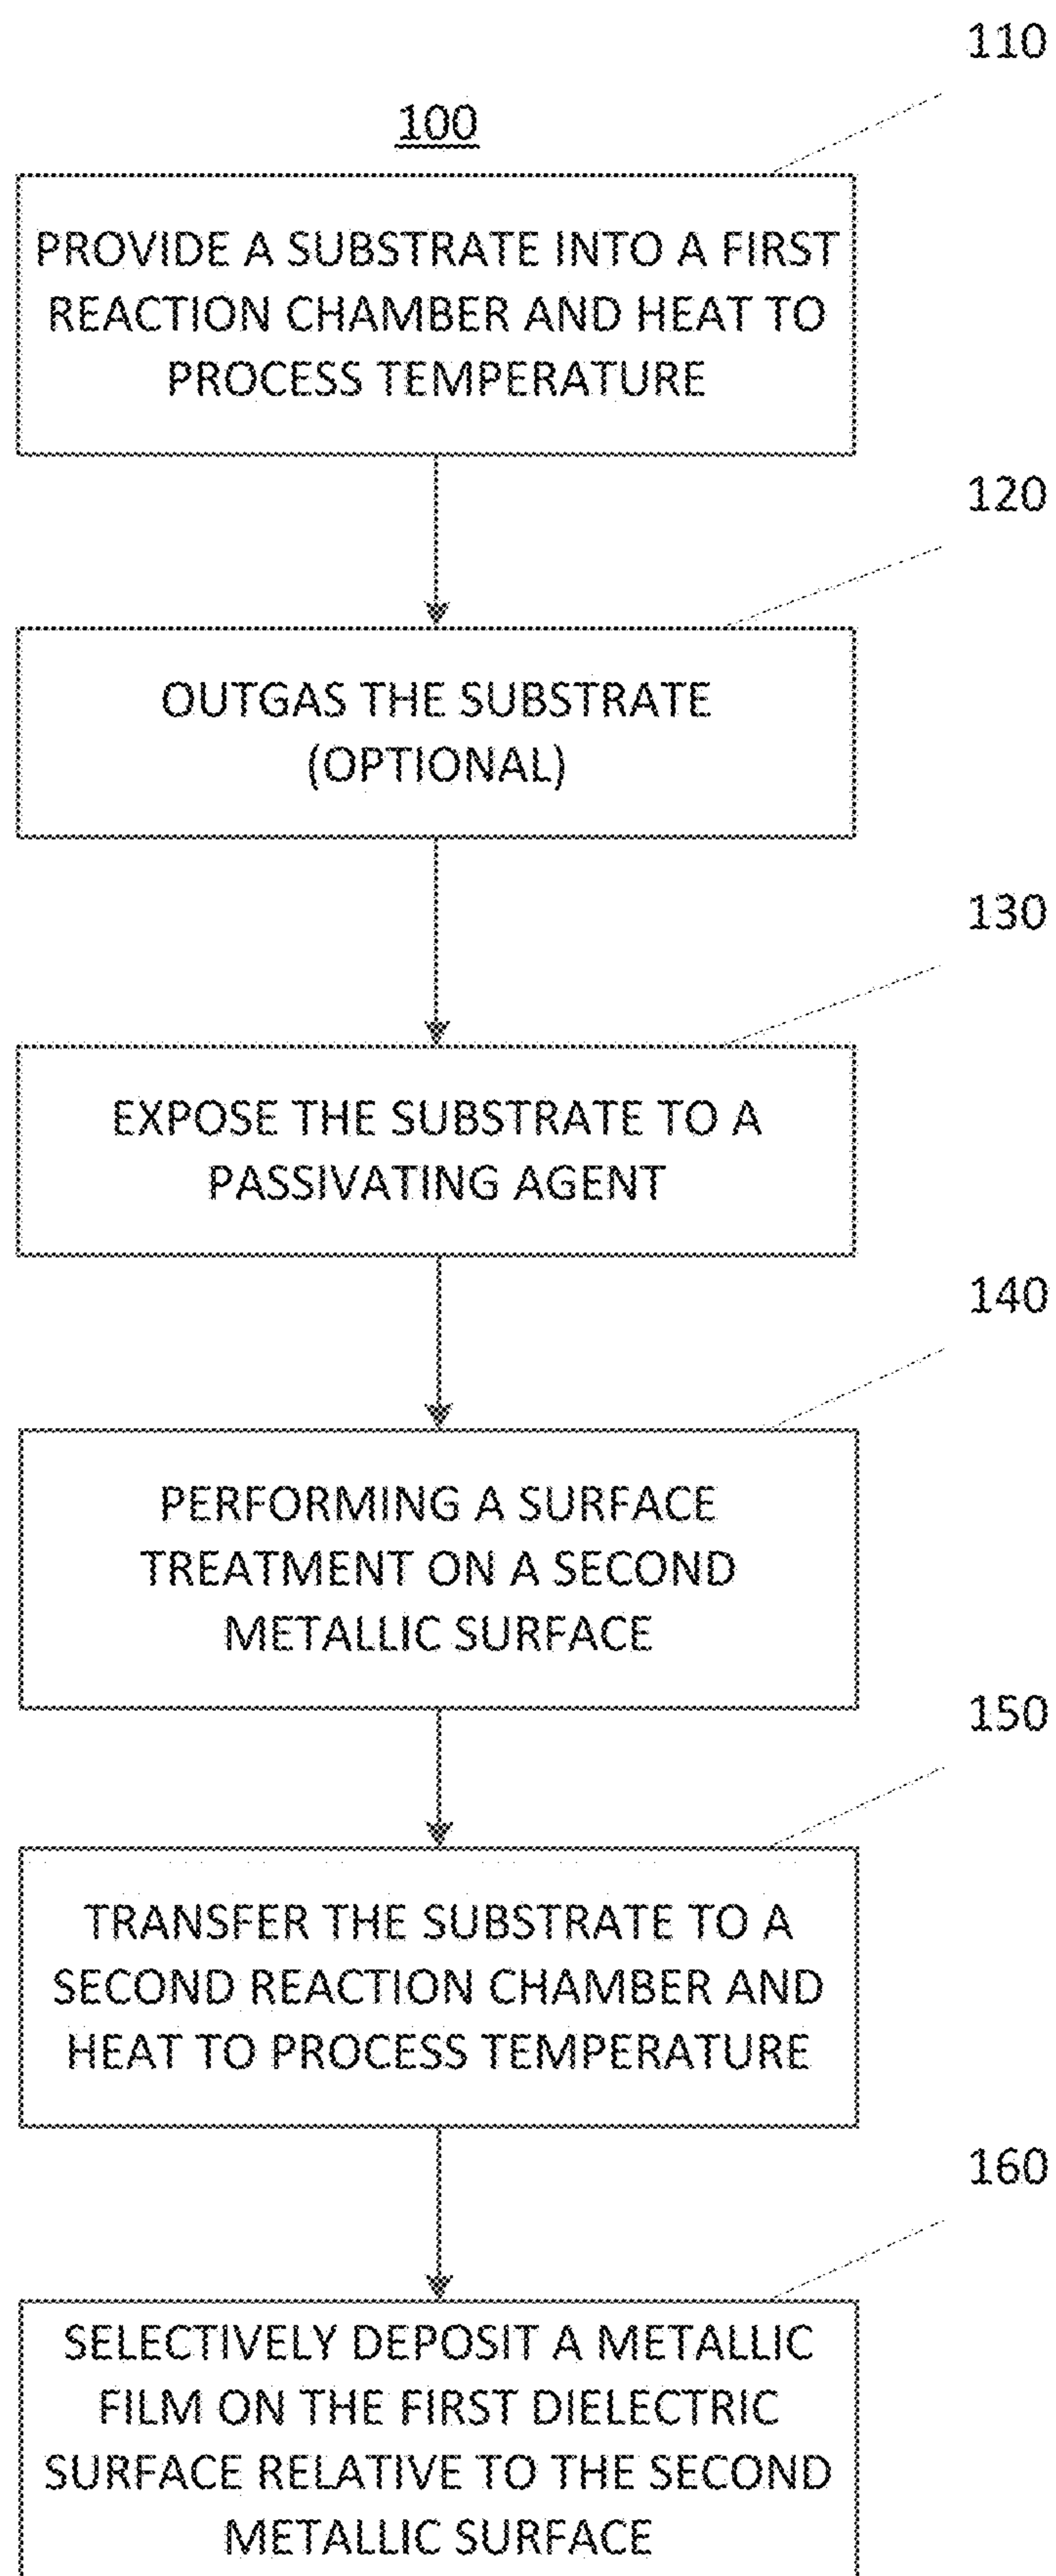 110
100
PROVIDE A SUBSTRATE INTO A FIRST
REACTION CHAMBER AND HEAT TO
PROCESS TEMPERATURE
120
OUTGAS THE SUBSTRATE
(OPTIONAL)
130
EXPOSE THE SUBSTRATE TO A
PASSIVATING AGENT
140
PERFORMING A SURFACE
TREATMENT ON A SECOND
METALLIC SURFACE
150
TRANSFER THE SUBSTRATE TO A
SECOND REACTION CHAMBER AND
HEAT TO PROCESS TEMPERATURE
160
SELECTIVELY DEPOSIT A METALLIC
FILM ON THE FIRST DIELECTRIC
SURFACE RELATIVE TO THE SECOND
METALLIC SURFACE